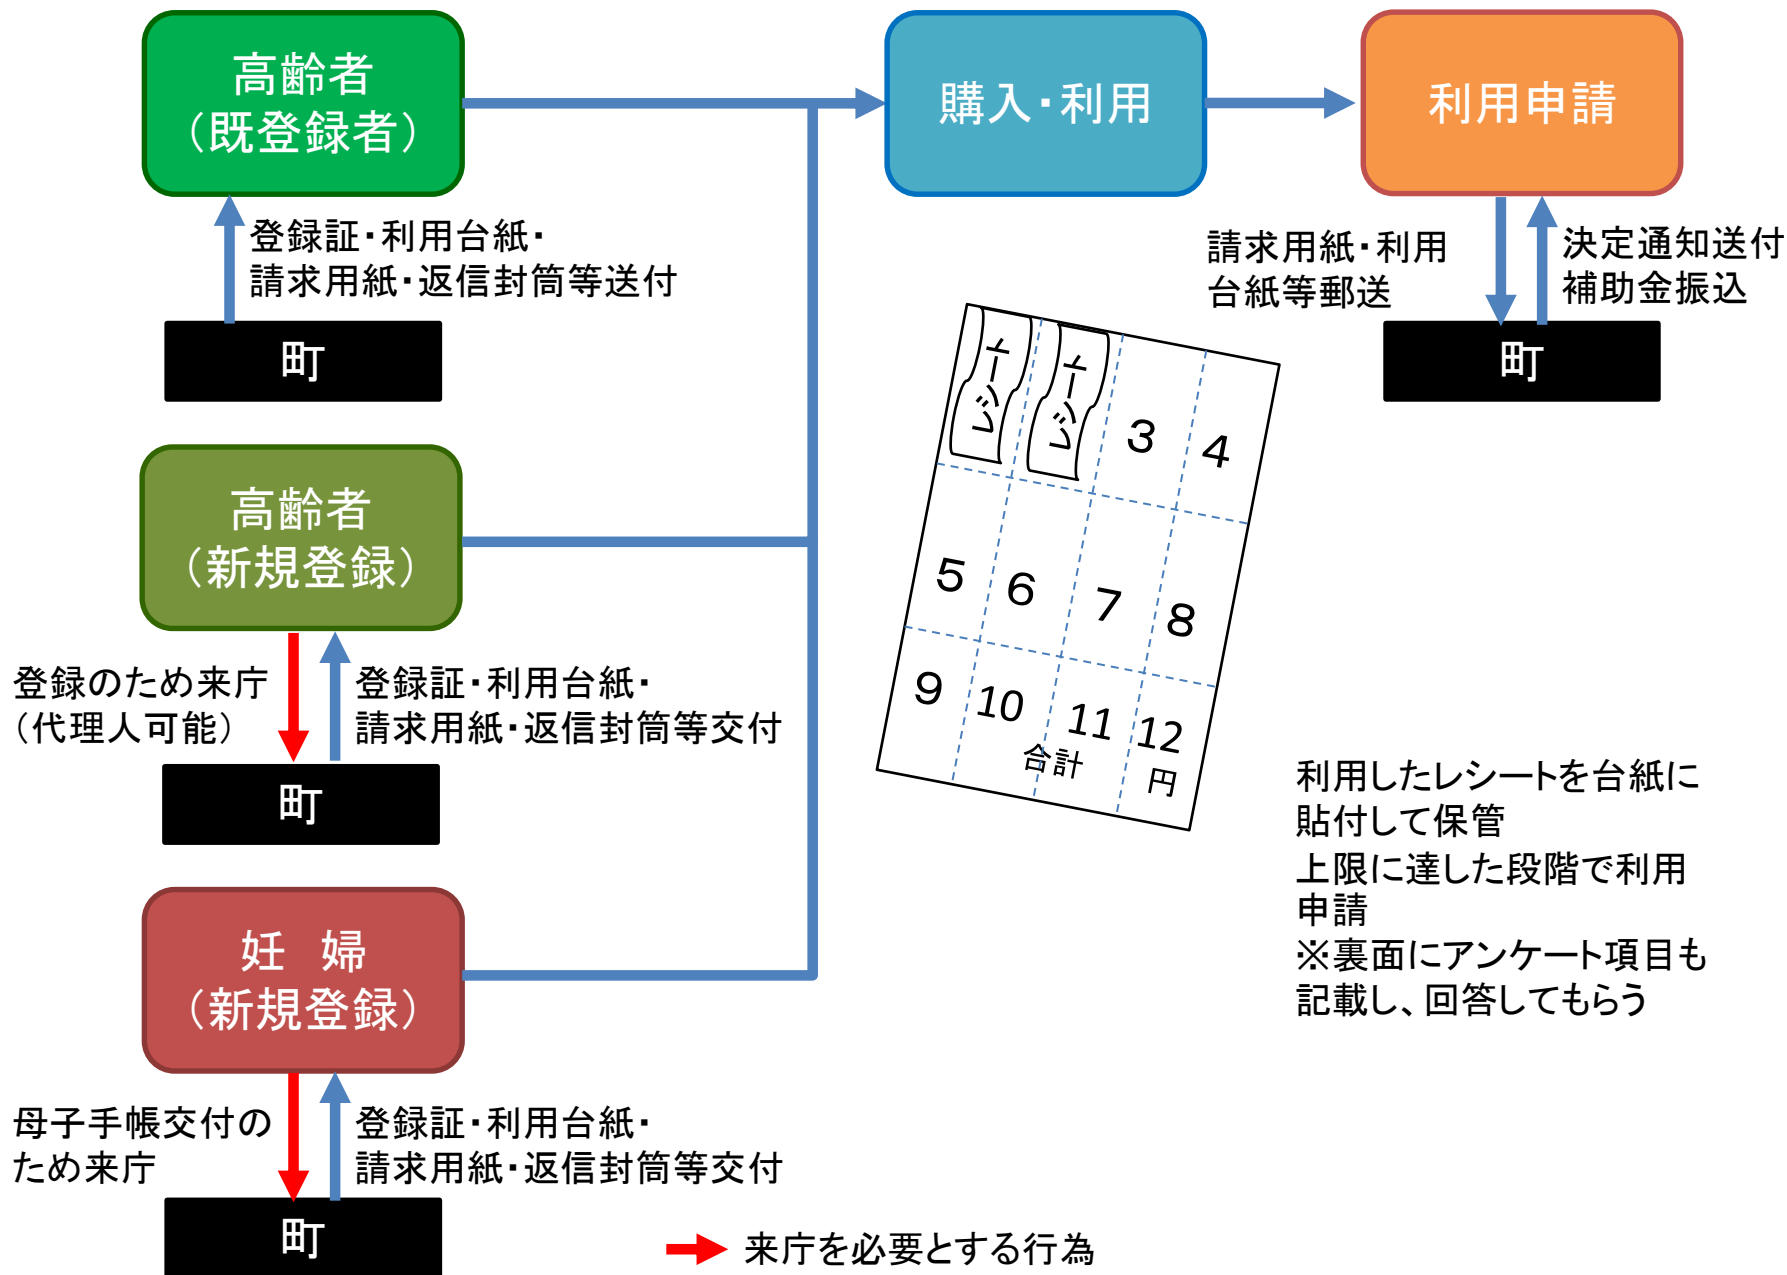 高齢者
（既登録者）
購入・利用
利用申請
登録証・利用台紙・
請求用紙・返信封筒等送付
町
請求用紙・利用
台紙等郵送
決定通知送付
補助金振込
町
高齢者
（新規登録）
登録のため来庁
（代理人可能）
登録証・利用台紙・
請求用紙・返信封筒等交付
町
妊　婦
（新規登録）
母子手帳交付の
ため来庁
登録証・利用台紙・
請求用紙・返信封筒等交付
町
レシート
レシート
3
4
5
6
7
8
9
10
11
12
合計
円
利用したレシートを台紙に
貼付して保管
上限に達した段階で利用
申請
※裏面にアンケート項目も
記載し、回答してもらう
来庁を必要とする行為